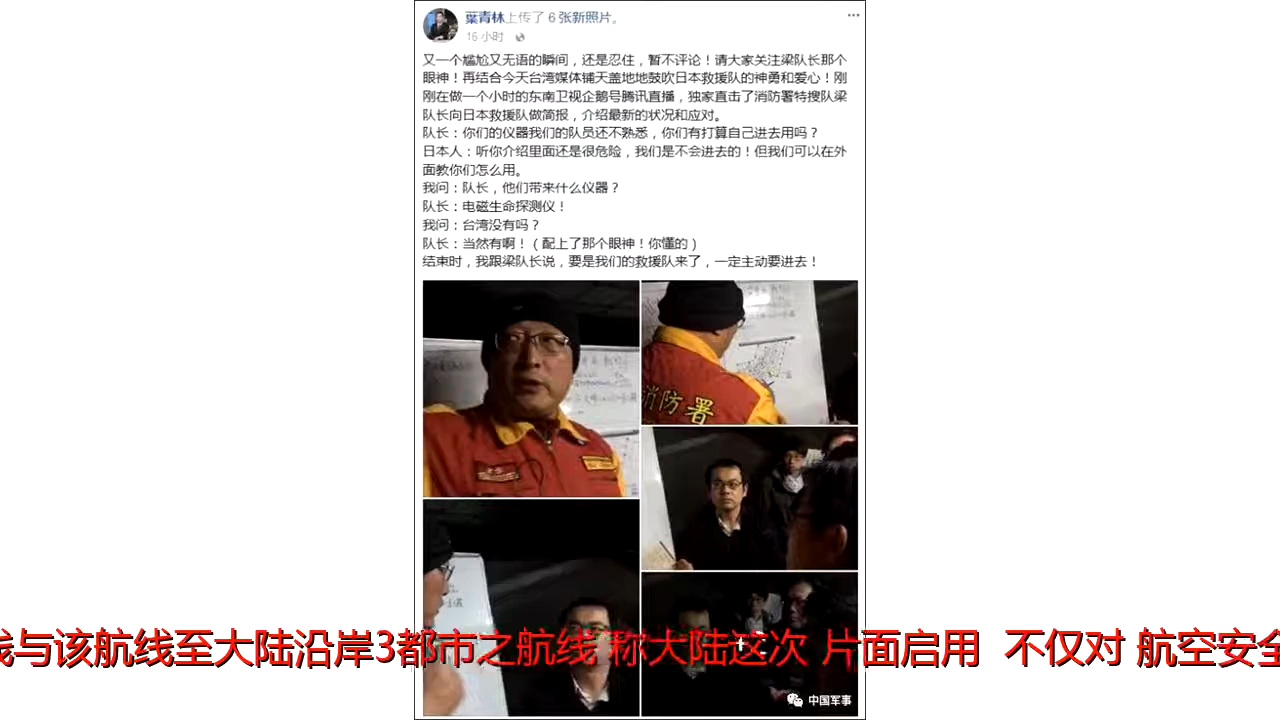 葉青林上传了 6 张新照片。
16 小时
又一个尴尬又无语的瞬间，还是忍住，暂不评论！请大家关注梁队长那个
眼神！再结合今天台湾媒体铺天盖地地鼓吹日本救援队的神勇和爱心！刚
刚在做一个小时的东南卫视企鹅号腾讯直播，独家直击了消防署特搜队梁
队长向日本救援队做简报，介绍最新的状况和应对。
队长：你们的仪器我们的队员还不熟悉，你们有打算自己进去用吗？
日本人：听你介绍里面还是很危险，我们是不会进去的！但我们可以在外
面教你们怎么用。
我问：队长，他们带来什么仪器？
队长：电磁生命探测仪！
我问：台湾没有吗？
队长：当然有啊！（配上了那个眼神！你懂的）
结束时，我跟梁队长说，要是我们的救援队来了，一定主动要进去！
消防署
线与该航线至大陆沿岸3都市之航线 称大陆这次 片面启用 不仅对 航空安全
中国军事